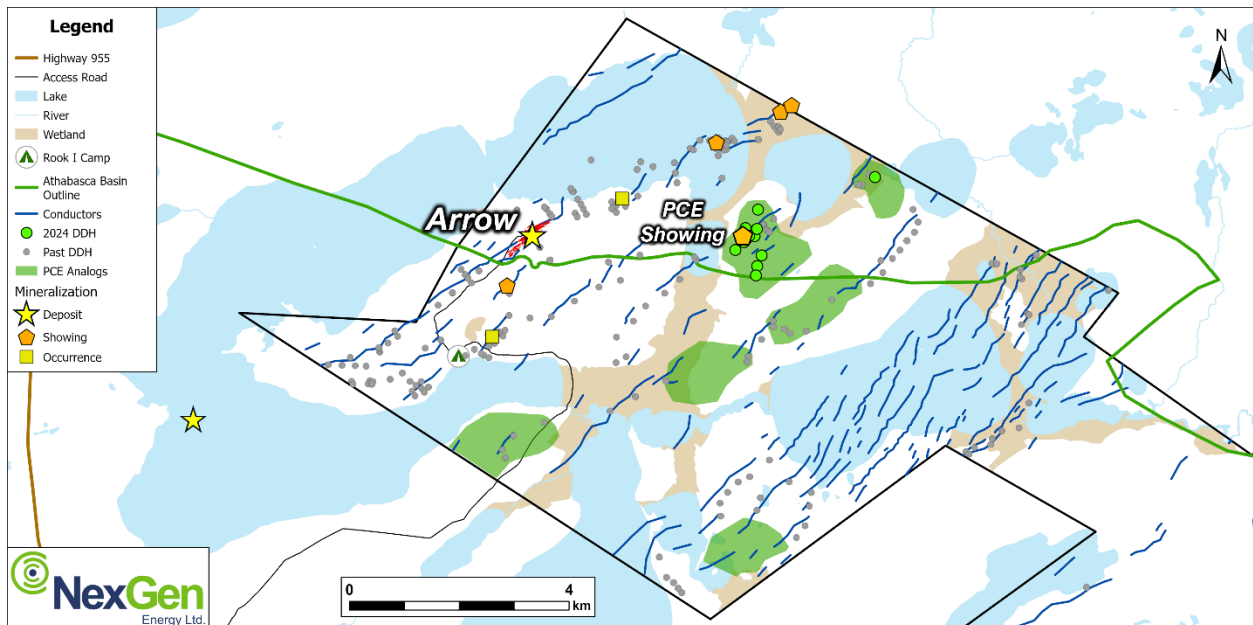 Legend
Highway 955
Access Road
Lake
River
Wetland
Rook I Camp
Athabasca Basin
Outline
Conductors
2024 DDH
Past DDH
PCE Analogs
Mineralization
Deposit
Showing
Occurrence
N
Arrow
PCE
Showing
NexGen
Energy Ltd.
0 4
km